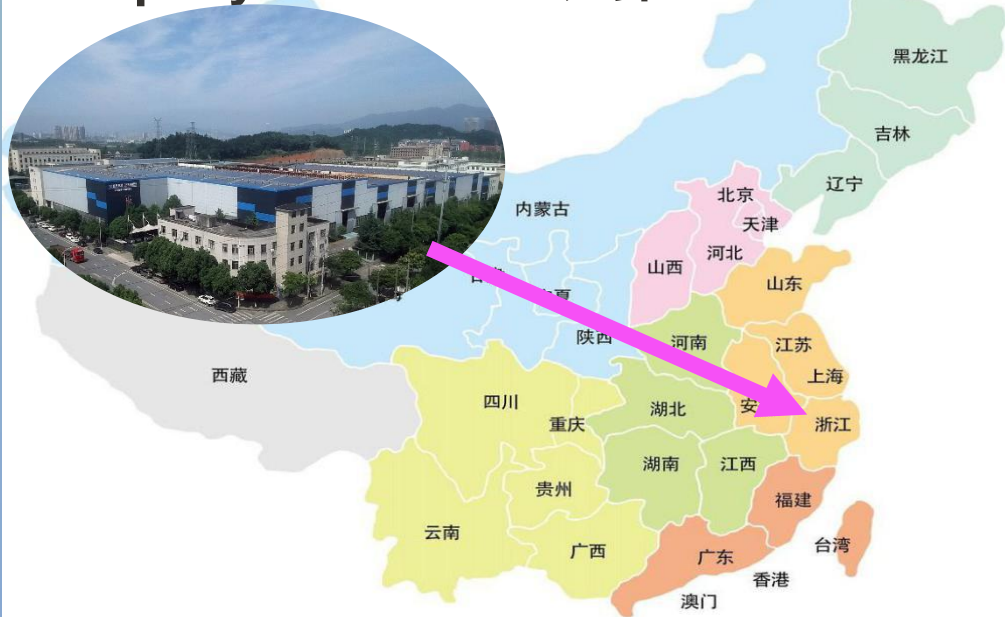 黑龙江
吉林
辽宁
北京
天津
内蒙古
河北
山西
山东
陕西
河南
江苏
上海
西藏
四川
湖北
安
浙江
重庆
湖南
江西
贵州
福建
云南
广西
广东
台湾
香港
澳门